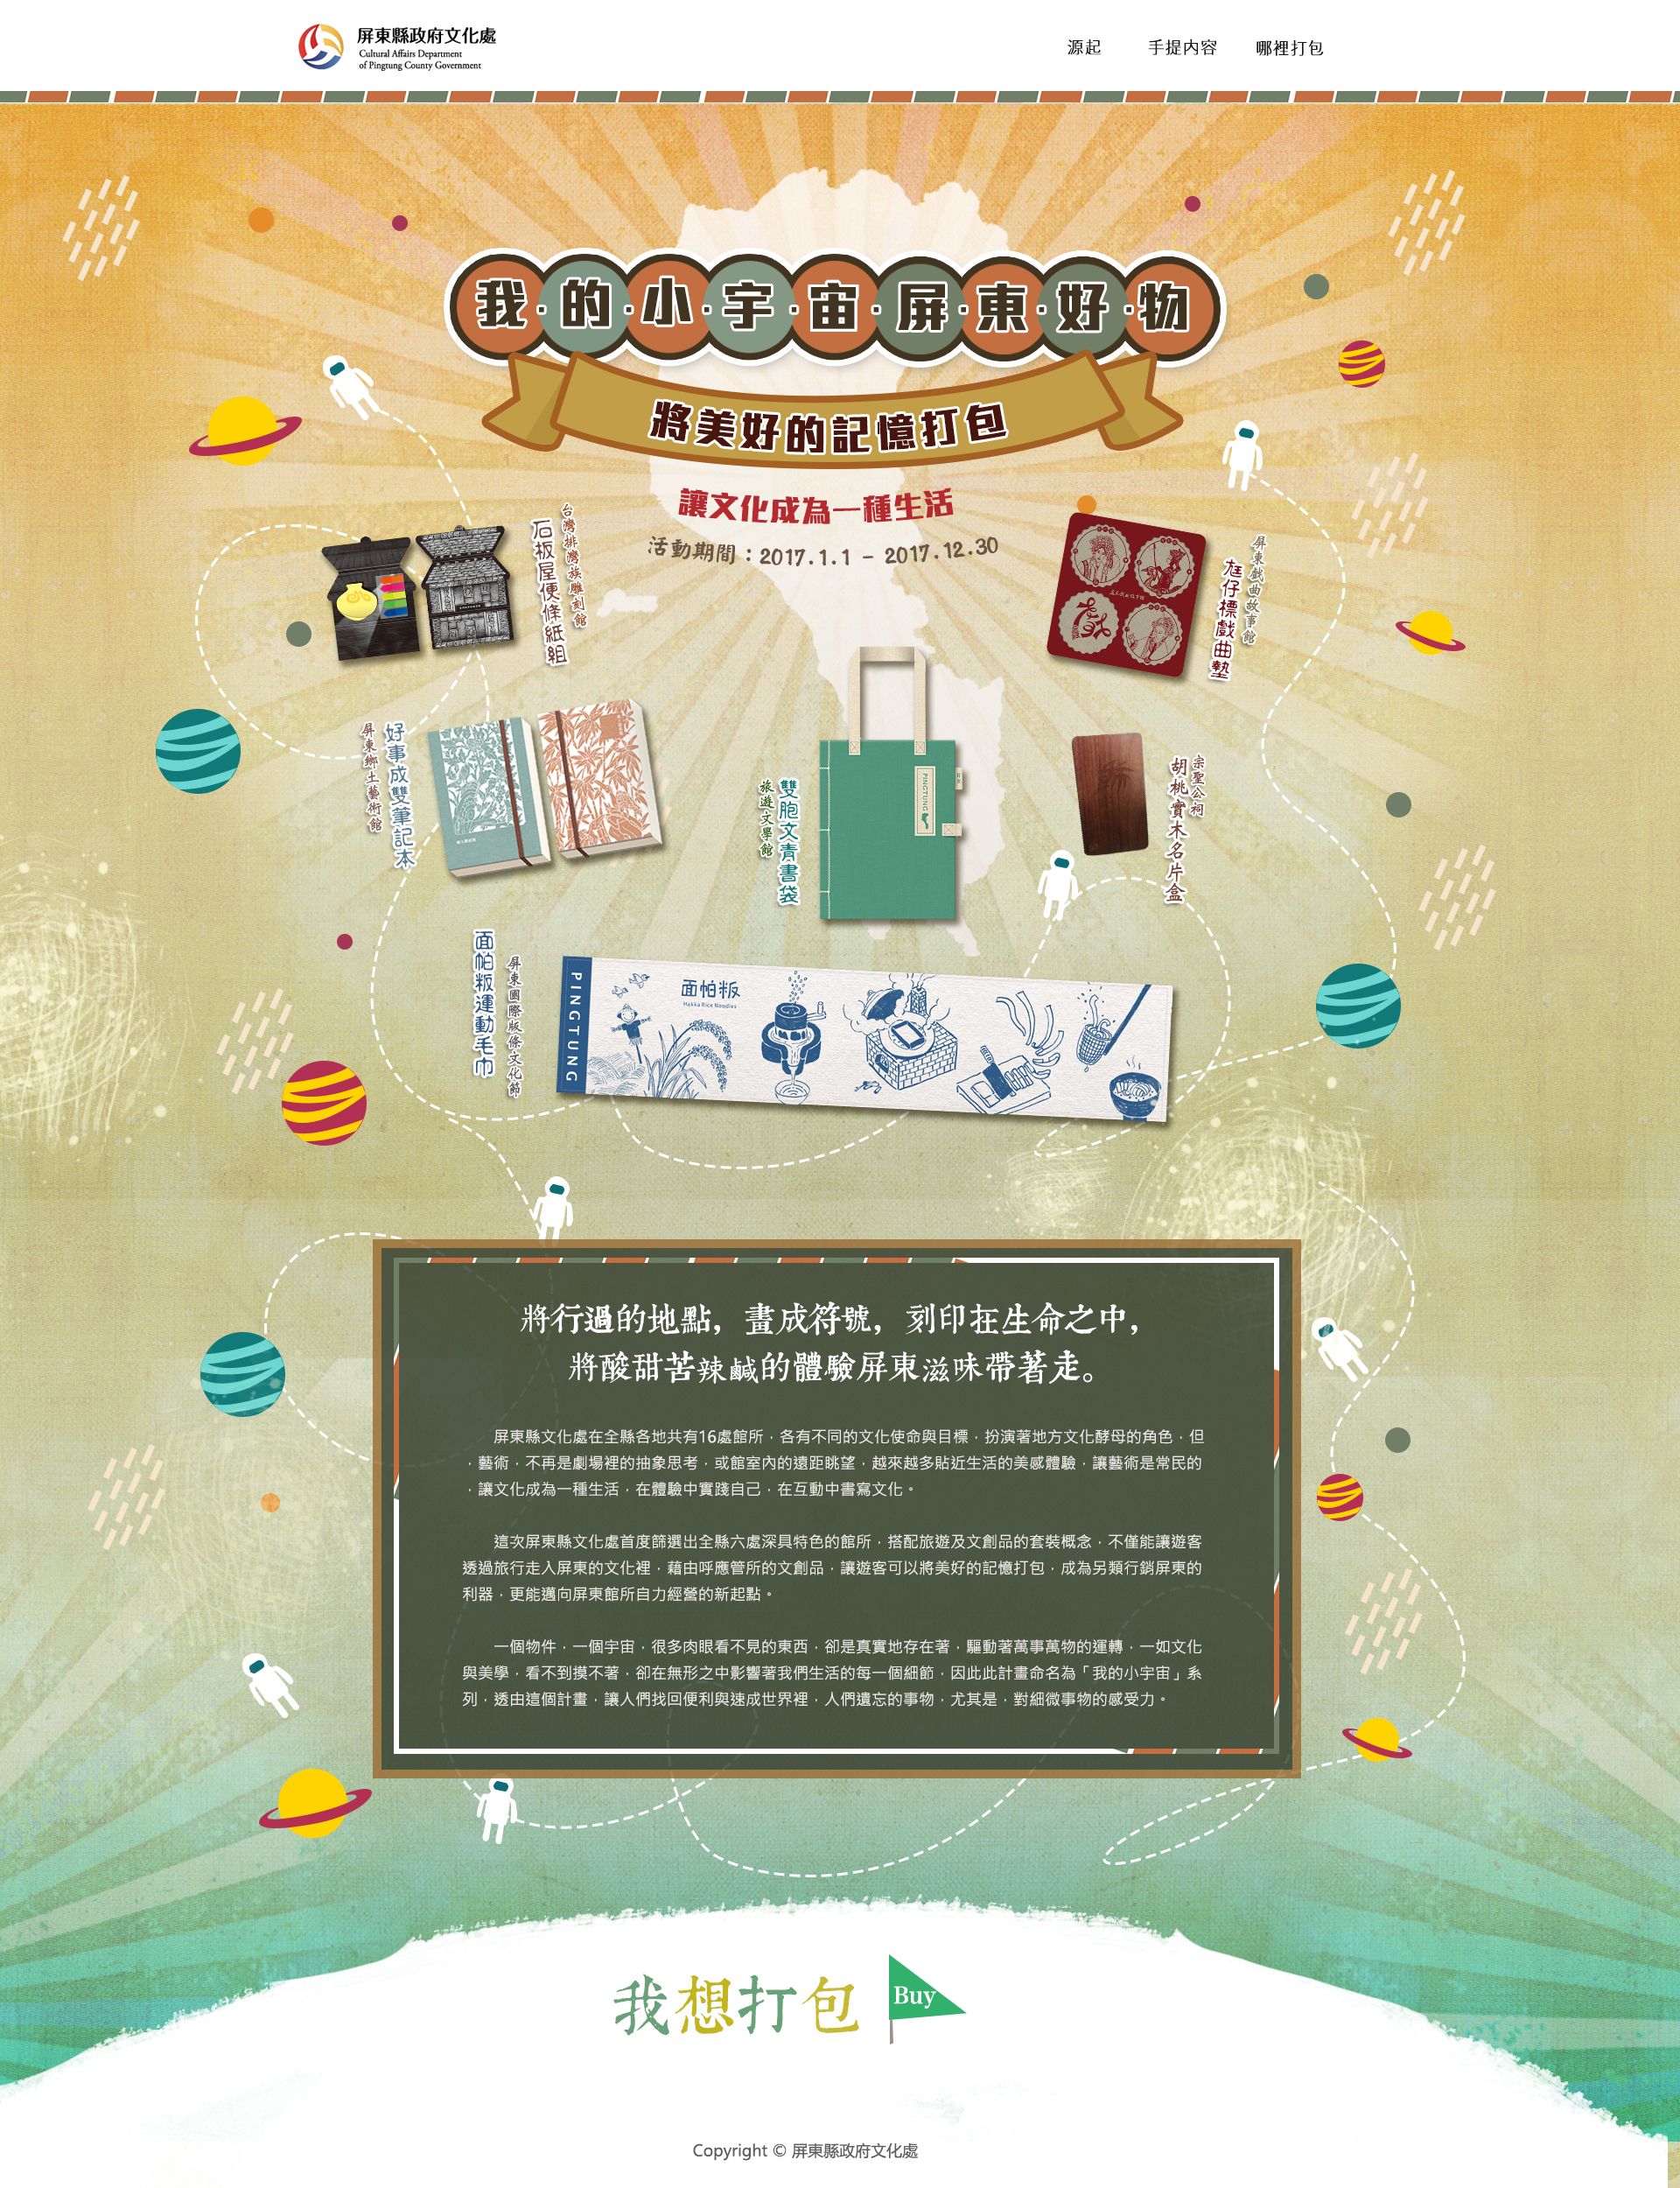 屏東縣政府文化處
Cultural Affairs Department
of Pingtung County Government
源起
手提內容
哪裡打包
我·的·小·宇·宙·屏·東·好·物
將美好的記憶打包
讓文化成為一種生活
活動期間：2017.1.1 - 2017.12.30
台灣排灣族雕刻館
石板屋便條紙組
屏東戲曲故事館
尪仔標戲曲墊
好事成雙筆記本
屏東鄉土藝術館
雙胞文青書袋
旅遊文學館
PINGTUNG
宗聖公祠
胡桃實木名片盒
面帕粄運動毛巾
屏東國際粄條文化節
PINGTUNG
面帕粄
Hakka Rice Noodles
將行過的地點，畫成符號，刻印在生命之中，
將酸甜苦辣鹹的體驗屏東滋味帶著走。
屏東縣文化處在全縣各地共有16處館所，各有不同的文化使命與目標，扮演著地方文化酵母的角色，但
，藝術，不再是劇場裡的抽象思考，或館室內的遠距眺望，越來越多貼近生活的美感體驗，讓藝術是常民的
，讓文化成為一種生活，在體驗中實踐自己，在互動中書寫文化。
這次屏東縣文化處首度篩選出全縣六處深具特色的館所，搭配旅遊及文創品的套裝概念，不僅能讓遊客
透過旅行走入屏東的文化裡，藉由呼應管所的文創品，讓遊客可以將美好的記憶打包，成為另類行銷屏東的
利器，更能邁向屏東館所自力經營的新起點。
一個物件，一個宇宙，很多肉眼看不見的東西，卻是真實地存在著，驅動著萬事萬物的運轉，一如文化
與美學，看不到摸不著，卻在無形之中影響著我們生活的每一個細節，因此此計畫命名為「我的小宇宙」系
列，透由這個計畫，讓人們找回便利與速成世界裡，人們遺忘的事物，尤其是，對細微事物的感受力。
我想打包
Buy
Copyright © 屏東縣政府文化處